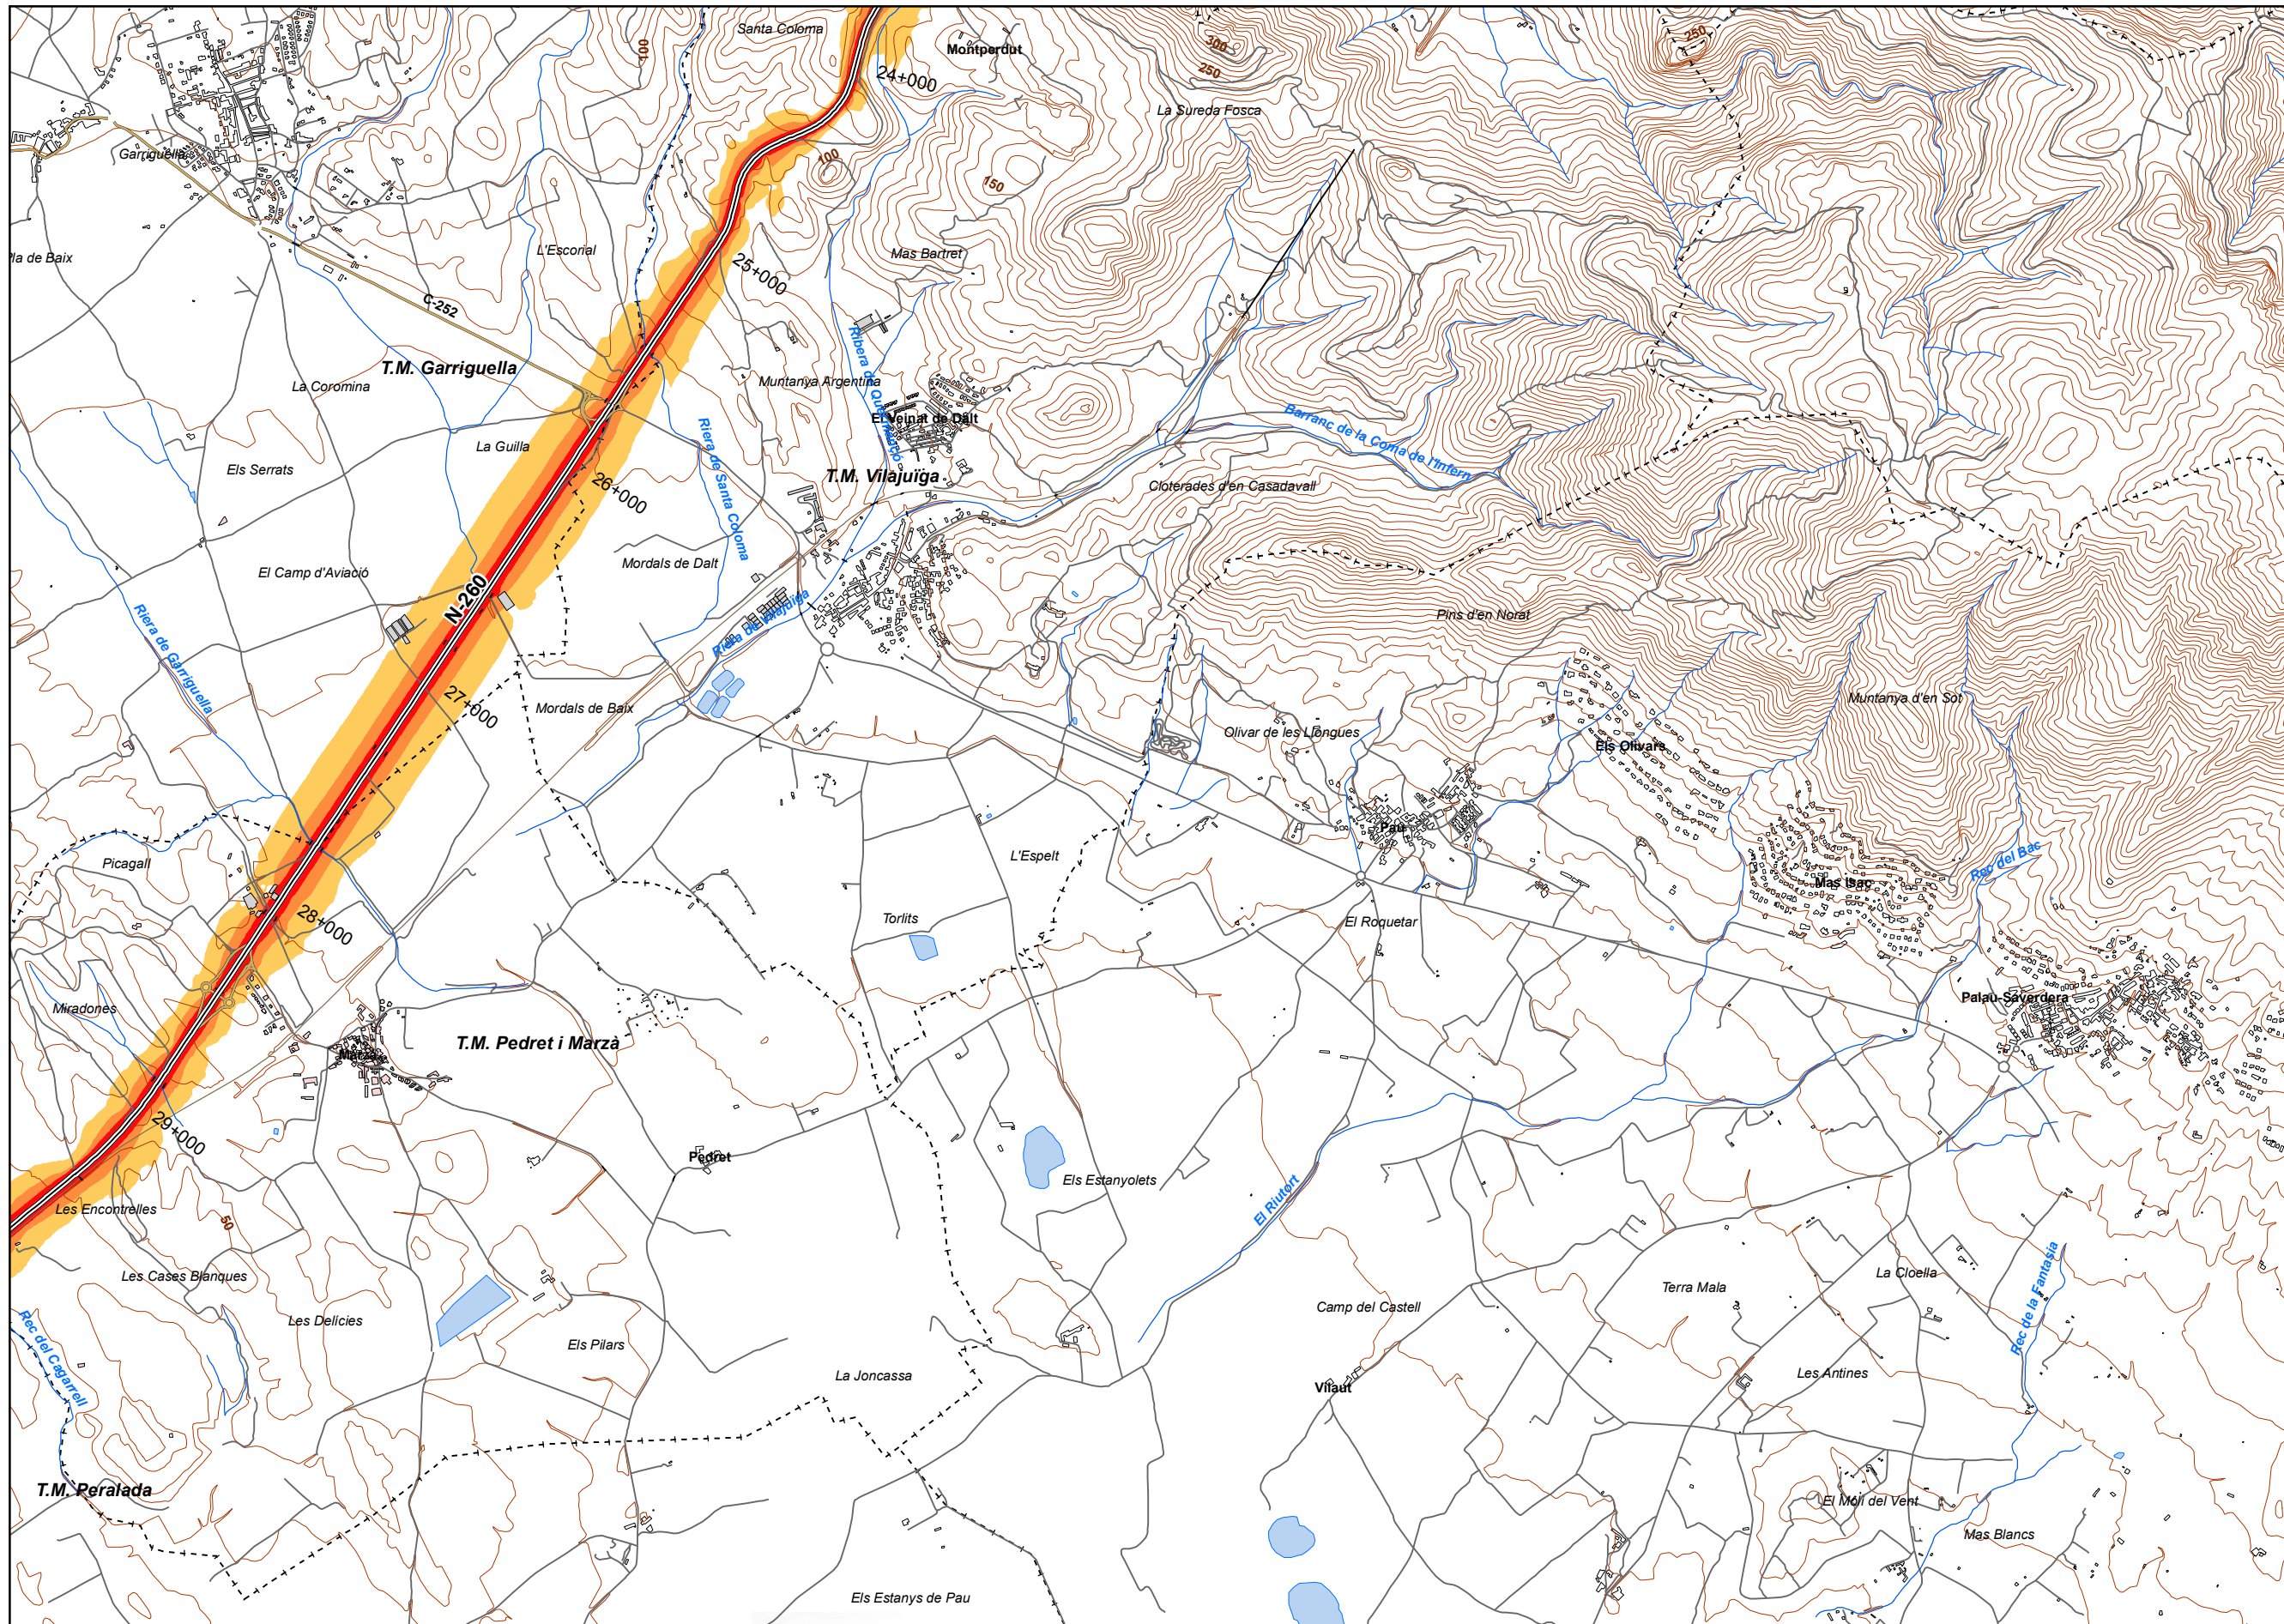 Santa Coloma
Montperdut
100
300
250
250
24+000
La Sureda Fosca
Garriguella
100
150
Pla de Baix
L'Escorial
Mas Bartret
25+000
C-252
T.M. Garriguella
La Coromina
Muntanya Argentina
Ribera de Quermançó
El Veïnat de Dalt
Barranc de la Coma de l'Infern
La Guilla
Els Serrats
Riera de Santa Coloma
T.M. Vilajuïga
26+000
Cloterades d'en Casadavall
El Camp d'Aviació
Mordals de Dalt
N-260
Riera de Vilajuïga
Pins d'en Norat
Riera de Garriguella
27+000
Mordals de Baix
Muntanya d'en Sot
Olivar de les Llongues
Els Olivars
Pau
L'Espelt
Picagall
Rec del Bac
Mas Isac
28+000
Torlits
El Roquetar
Miradones
Palau-Saverdera
T.M. Pedret i Marzà
Marzà
29+000
Pedret
Els Estanyolets
El Riutort
Les Encontrelles
50
Les Cases Blanques
La Cloella
Terra Mala
Rec de la Fantasia
Camp del Castell
Les Delícies
Els Pilars
Rec del Cagarrell
La Joncassa
Les Antines
Vilaüt
T.M. Peralada
El Molí del Vent
Mas Blancs
Els Estanys de Pau